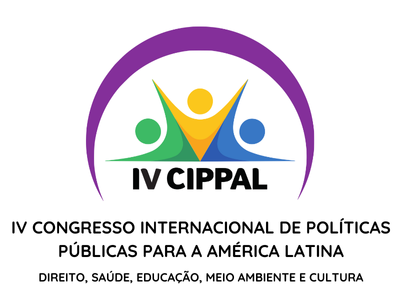 IV CIPPAL
IV CONGRESSO INTERNACIONAL DE POLÍTICAS
PÚBLICAS PARA A AMÉRICA LATINA
DIREITO, SAÚDE, EDUCAÇÃO, MEIO AMBIENTE E CULTURA